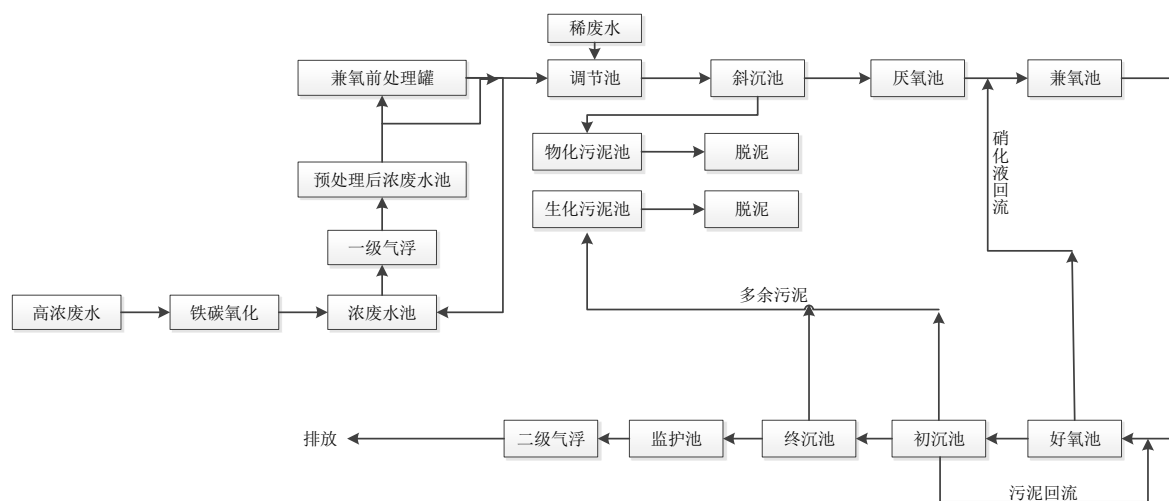 稀废水
兼氧前处理罐
调节池
斜沉池
厌氧池
兼氧池
物化污泥池
脱泥
硝化液回流
预处理后浓废水池
生化污泥池
脱泥
一级气浮
多余污泥
高浓废水
铁碳氧化
浓废水池
排放
二级气浮
监护池
终沉池
初沉池
好氧池
污泥回流